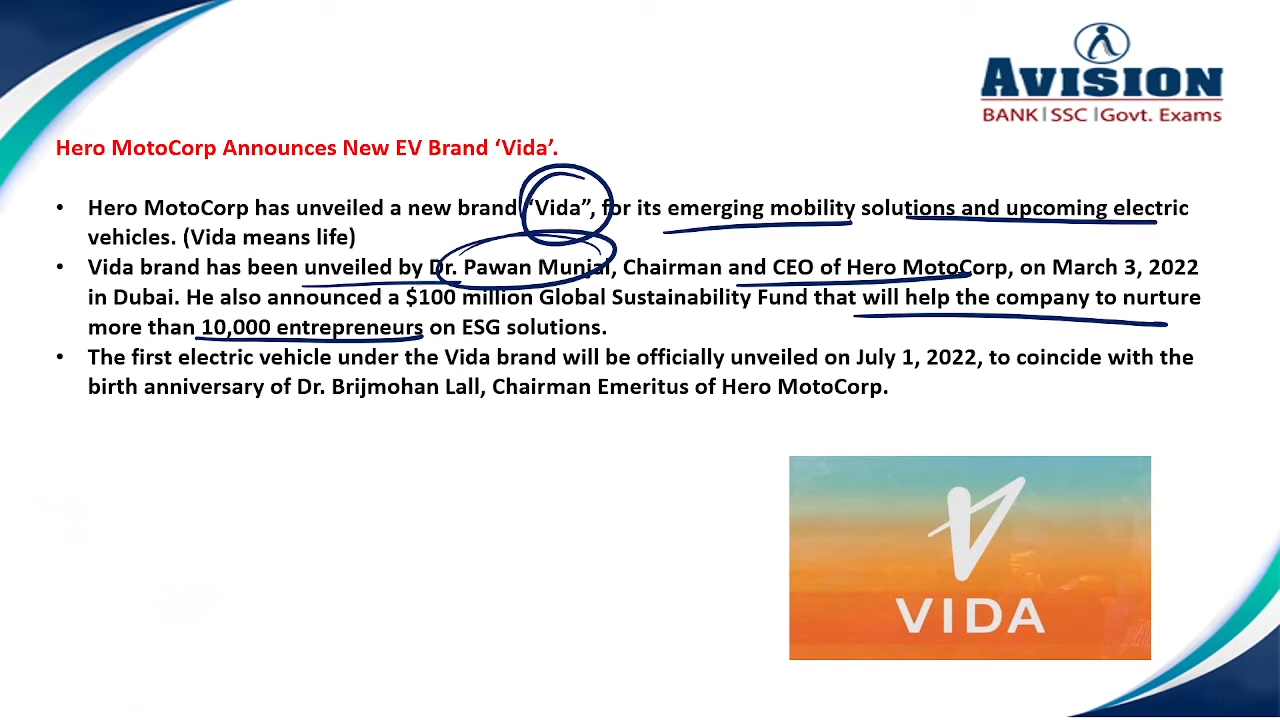 AVISION
BANK|SSC |Govt. Exams
Hero MotoCorp Announces New EV Brand ‘Vida’.
• Hero MotoCorp has unveiled a new brand “Vida”, for its emerging mobility solutions and upcoming electric
vehicles. (Vida means life)
• Vida brand has been unveiled by Dr. Pawan Munjal, Chairman and CEO of Hero MotoCorp, on March 3, 2022
in Dubai. He also announced a $100 million Global Sustainability Fund that will help the company to nurture
more than 10,000 entrepreneurs on ESG solutions.
• The first electric vehicle under the Vida brand will be officially unveiled on July 1, 2022, to coincide with the
birth anniversary of Dr. Brijmohan Lall, Chairman Emeritus of Hero MotoCorp.
VIDA